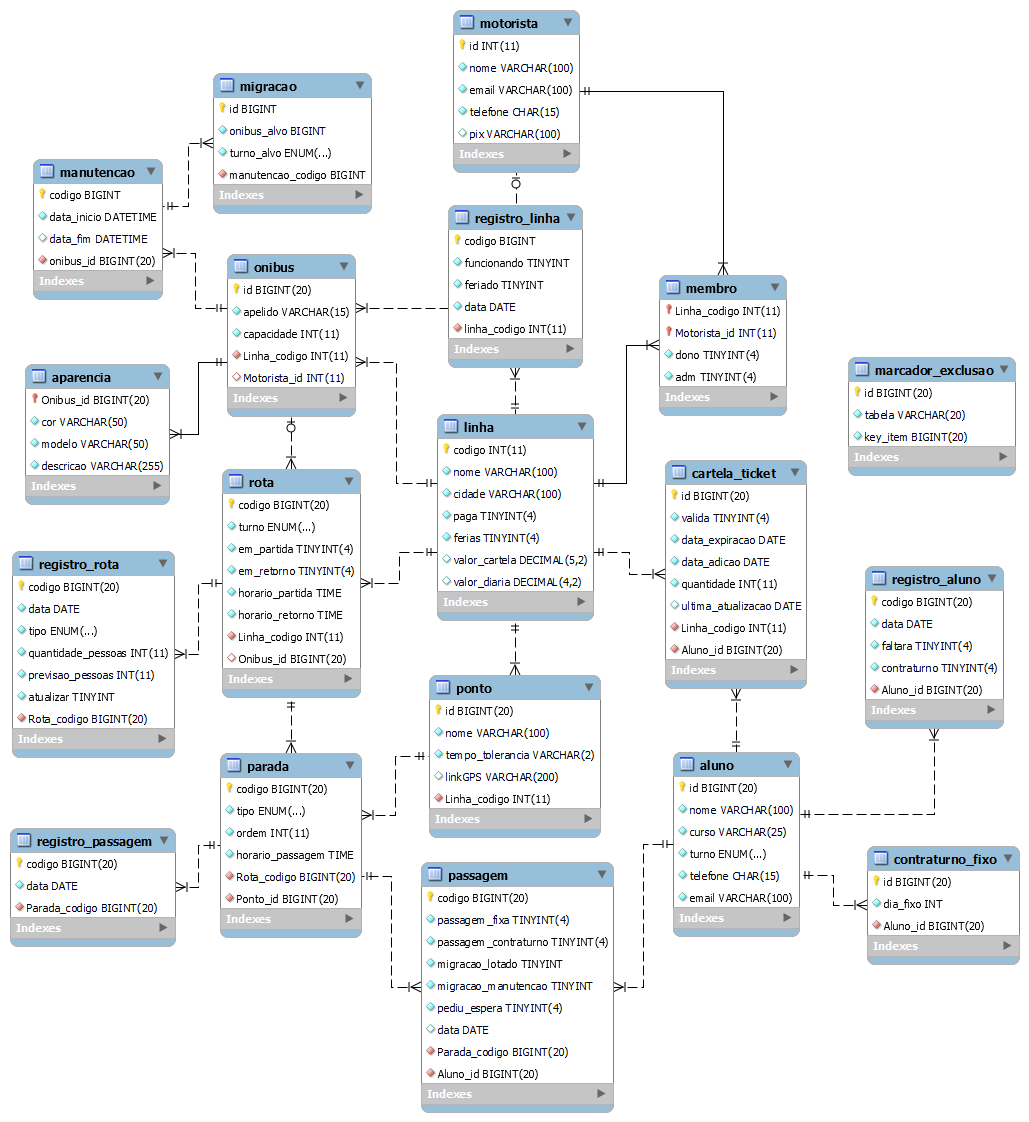 motorista
id INT(11)
nome VARCHAR(100)
email VARCHAR(100)
telefone CHAR(15)
pix VARCHAR(100)
Indexes
migracao
id BIGINT
onibus_alvo BIGINT
turno_alvo ENUM(...)
manutencao_codigo BIGINT
Indexes
manutencao
codigo BIGINT
data_inicio DATETIME
data_fim DATETIME
onibus_id BIGINT(20)
Indexes
registro_linha
codigo BIGINT
funcionando TINYINT
feriado TINYINT
data DATE
linha_codigo INT(11)
Indexes
onibus
id BIGINT(20)
apelido VARCHAR(15)
capacidade INT(11)
Linha_codigo INT(11)
Motorista_id INT(11)
Indexes
membro
Linha_codigo INT(11)
Motorista_id INT(11)
dono TINYINT(4)
adm TINYINT(4)
Indexes
marcador_exclusao
id BIGINT(20)
tabela VARCHAR(20)
key_item BIGINT(20)
Indexes
aparencia
Onibus_id BIGINT(20)
cor VARCHAR(50)
modelo VARCHAR(50)
descricao VARCHAR(255)
Indexes
linha
codigo INT(11)
nome VARCHAR(100)
cidade VARCHAR(100)
paga TINYINT(4)
ferias TINYINT(4)
valor_cartela DECIMAL(5,2)
valor_diaria DECIMAL(4,2)
Indexes
cartela_ticket
id BIGINT(20)
valida TINYINT(4)
data_expiracao DATE
data_adicao DATE
quantidade INT(11)
ultima_atualizacao DATE
Linha_codigo INT(11)
Aluno_id BIGINT(20)
Indexes
rota
codigo BIGINT(20)
turno ENUM(...)
em_partida TINYINT(4)
em_retorno TINYINT(4)
horario_partida TIME
horario_retorno TIME
Linha_codigo INT(11)
Onibus_id BIGINT(20)
Indexes
registro_rota
codigo BIGINT(20)
data DATE
tipo ENUM(...)
quantidade_pessoas INT(11)
previsao_pessoas INT(11)
atualizar TINYINT
Rota_codigo BIGINT(20)
Indexes
registro_aluno
codigo BIGINT(20)
data DATE
faltara TINYINT(4)
contraturno TINYINT(4)
Aluno_id BIGINT(20)
Indexes
ponto
id BIGINT(20)
nome VARCHAR(100)
tempo_tolerancia VARCHAR(2)
linkGPS VARCHAR(200)
Linha_codigo INT(11)
Indexes
parada
codigo BIGINT(20)
tipo ENUM(...)
ordem INT(11)
horario_passagem TIME
Rota_codigo BIGINT(20)
Ponto_id BIGINT(20)
Indexes
aluno
id BIGINT(20)
nome VARCHAR(100)
curso VARCHAR(25)
turno ENUM(...)
telefone CHAR(15)
email VARCHAR(100)
Indexes
registro_passagem
codigo BIGINT(20)
data DATE
Parada_codigo BIGINT(20)
Indexes
passagem
codigo BIGINT(20)
passagem_fixa TINYINT(4)
passagem_contraturno TINYINT(4)
migracao_lotado TINYINT
migracao_manutencao TINYINT
pediu_espera TINYINT(4)
data DATE
Parada_codigo BIGINT(20)
Aluno_id BIGINT(20)
Indexes
contraturno_fixo
id BIGINT(20)
dia_fixo INT
Aluno_id BIGINT(20)
Indexes